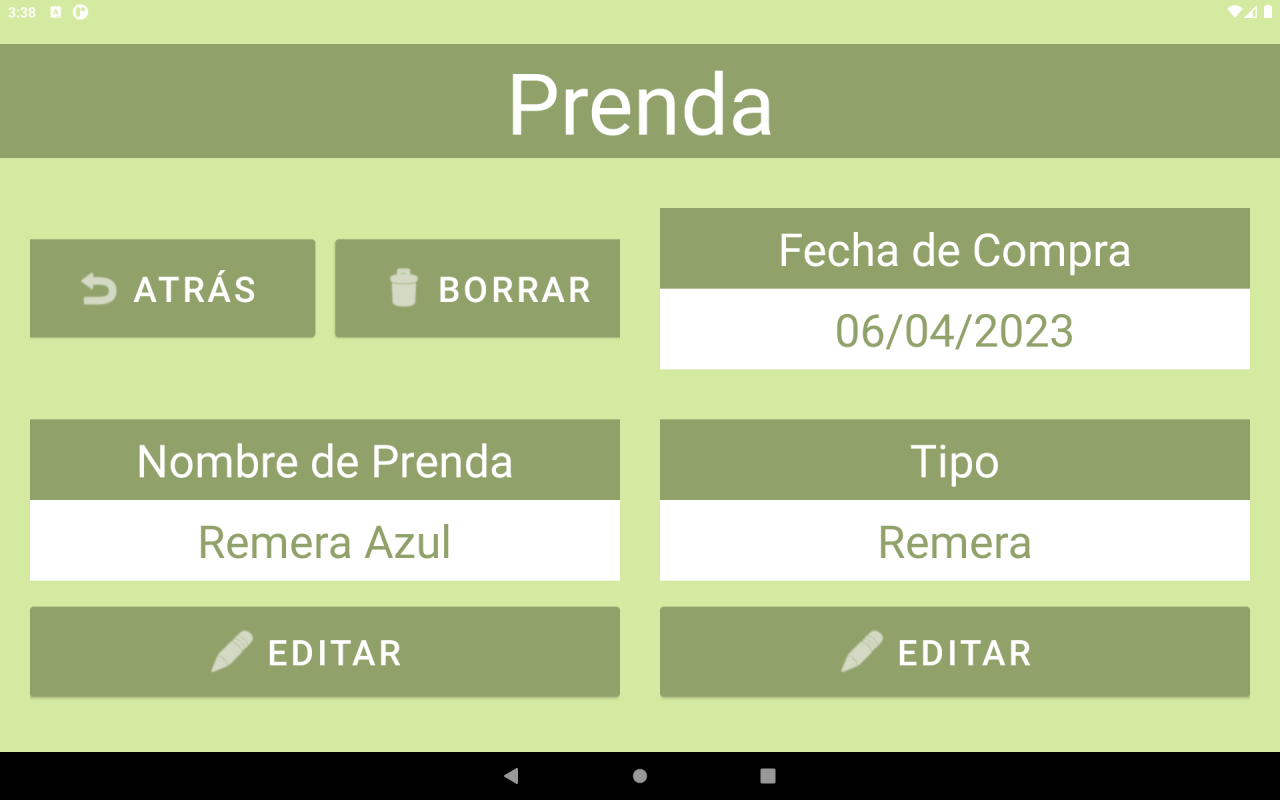 3:38
Prenda
ATRÁS
BORRAR
Fecha de Compra
06/04/2023
Nombre de Prenda
Remera Azul
EDITAR
Tipo
Remera
EDITAR